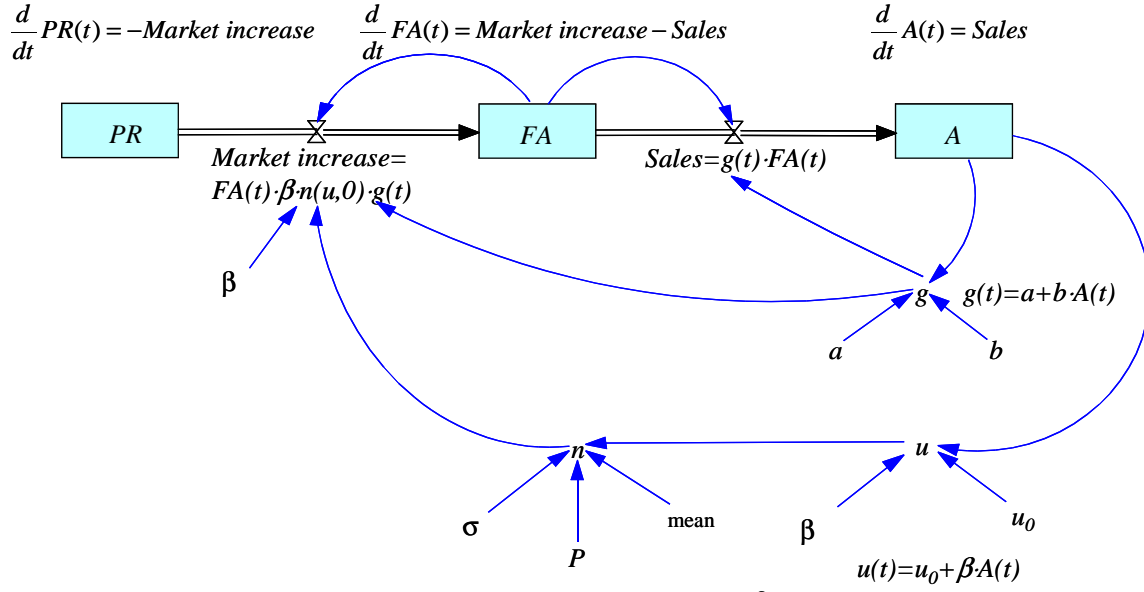 d/dt PR(t) = −Market increase
d/dt FA(t) = Market increase − Sales
d/dt A(t) = Sales
PR
FA
A
Market increase=
FA(t)·β·n(u,0)·g(t)
Sales=g(t)·FA(t)
β
g
g(t)=a+b·A(t)
a
b
n
u
σ
P
mean
β
u₀
u(t)=u₀+β·A(t)